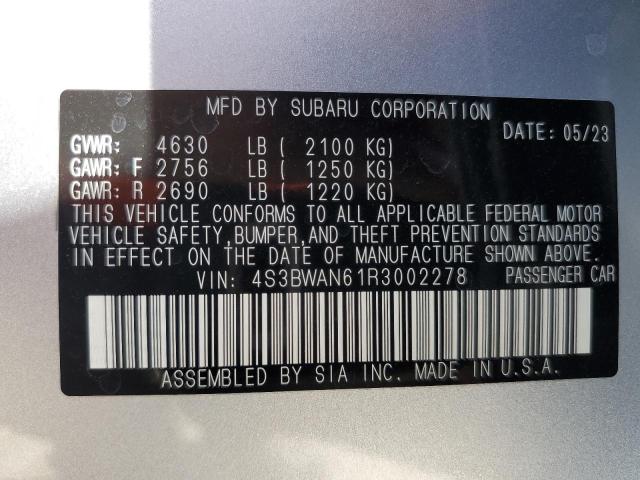 MFD BY SUBARU CORPORATION
DATE: 05/23
GVWR: 4630 LB ( 2100 KG)
GAWR: F 2756 LB ( 1250 KG)
GAWR: R 2690 LB ( 1220 KG)
THIS VEHICLE CONFORMS TO ALL APPLICABLE FEDERAL MOTOR
VEHICLE SAFETY, BUMPER, AND THEFT PREVENTION STANDARDS
IN EFFECT ON THE DATE OF MANUFACTURE SHOWN ABOVE.
VIN: 4S3BWAN61R3002278 PASSENGER CAR
ASSEMBLED BY SIA INC. MADE IN U.S.A.